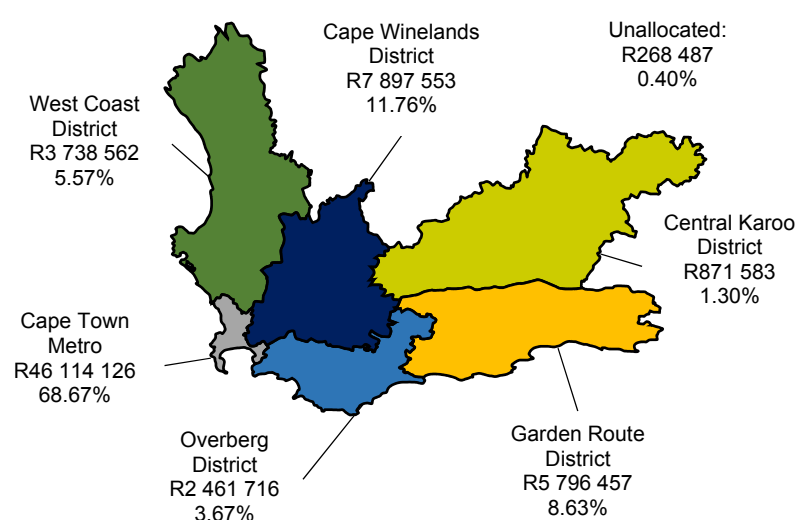 Cape Winelands
District
R7 897 553
11.76%
Unallocated:
R268 487
0.40%
West Coast
District
R3 738 562
5.57%
Central Karoo
District
R871 583
1.30%
Cape Town
Metro
R46 114 126
68.67%
Overberg
District
R2 461 716
3.67%
Garden Route
District
R5 796 457
8.63%